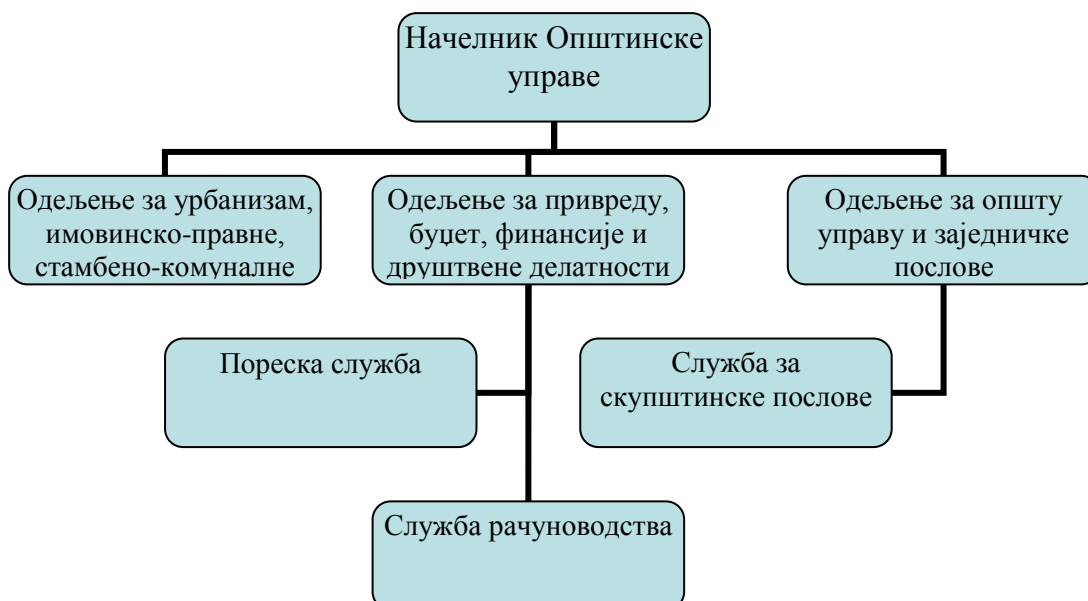 Начелник Општинске
управе
Одељење за урбанизам,
имовинско-правне,
стамбено-комуналне
Одељење за привреду,
буџет, финансије и
друштвене делатности
Одељење за општу
управу и заједничке
послове
Пореска служба
Служба за
скупштинске послове
Служба рачуноводства